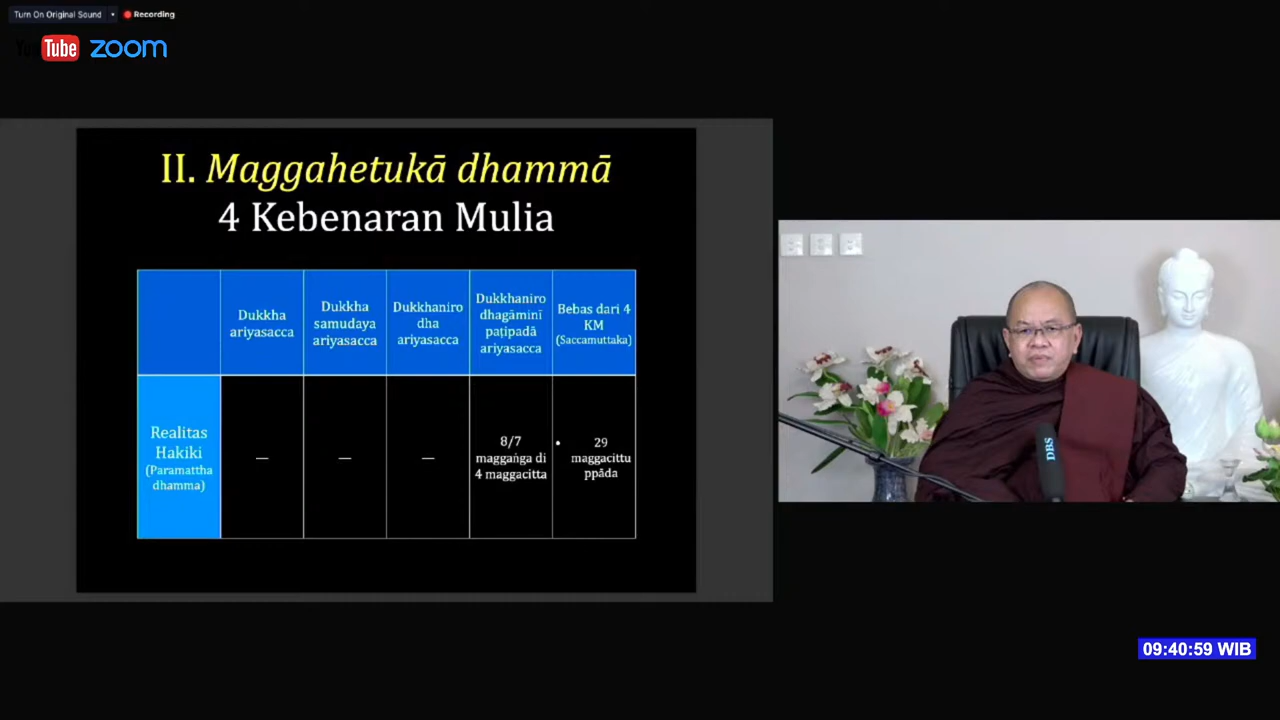 Turn On Original Sound
Recording
YouTube zoom
II. Maggahetukā dhammā
4 Kebenaran Mulia
Dukkha
ariyasacca
Dukkha
samudaya
ariyasacca
Dukkhaniro
dha
ariyasacca
Dukkhaniro
dhagāminī
paṭipadā
ariyasacca
Bebas dari 4
KM
(Saccamuttaka)
Realitas
Hakiki
(Paramattha
dhamma)
—
—
—
8/7
maggaṅga di
4 maggacitta
• 29
maggacittu
ppāda
DBS
09:40:59 WIB